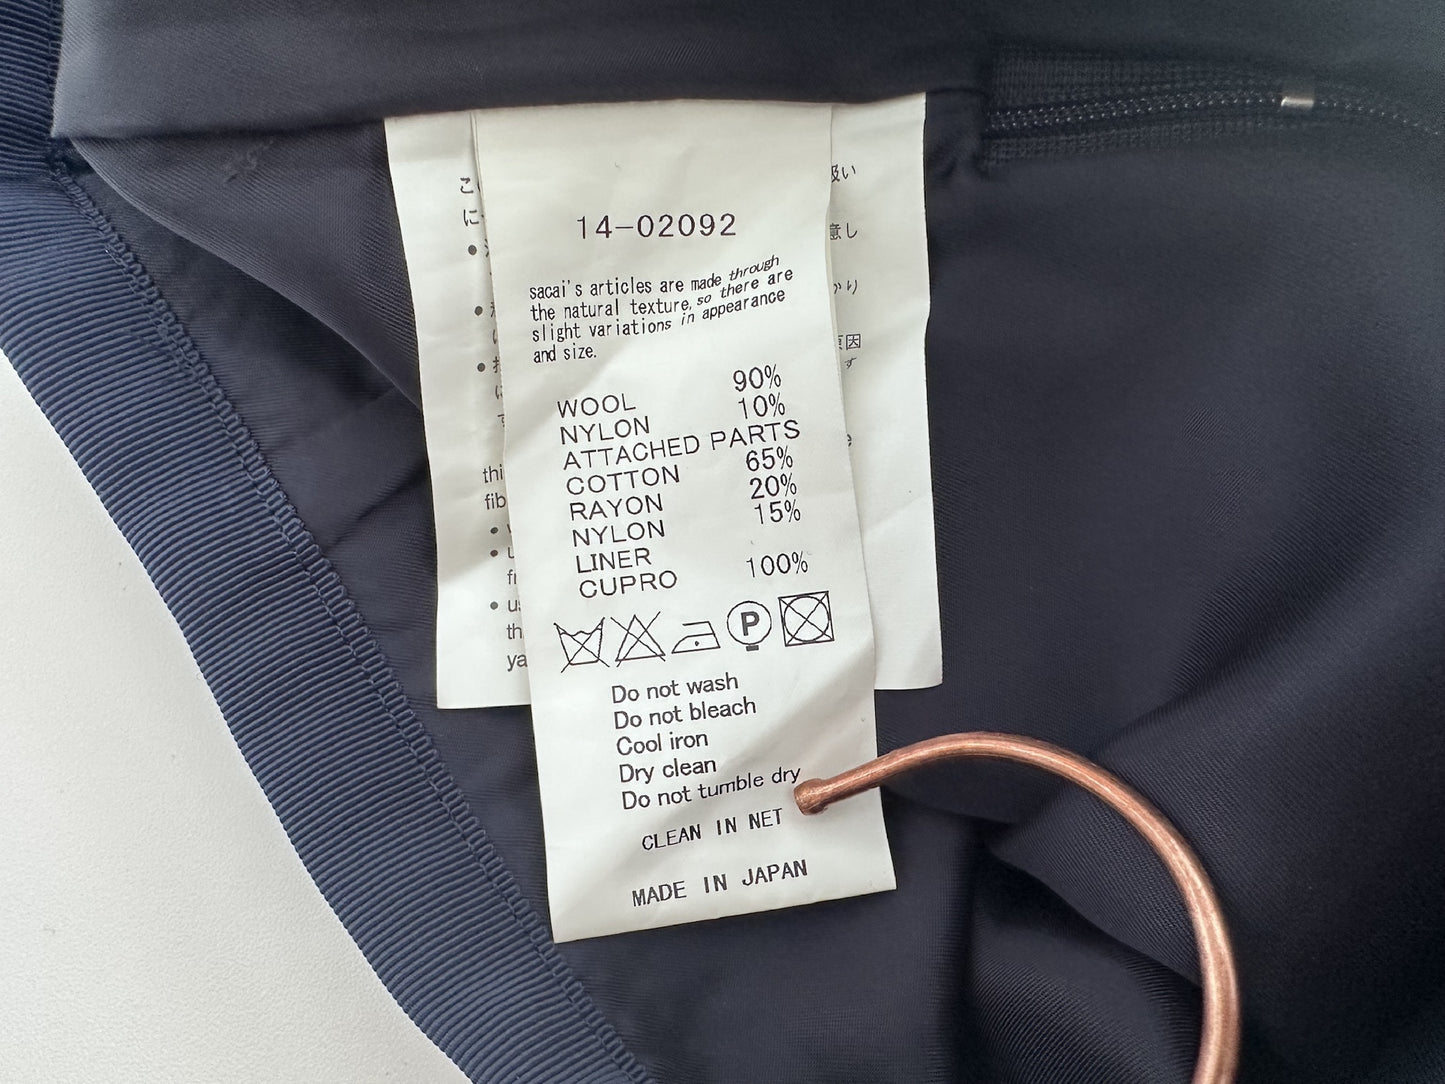 14-02092
sacai's articles are made through
the natural texture, so there are
slight variations in appearance
and size.
WOOL 90%
NYLON 10%
ATTACHED PARTS
COTTON 65%
RAYON 20%
NYLON 15%
LINER
CUPRO 100%
P
Do not wash
Do not bleach
Cool iron
Dry clean
Do not tumble dry
CLEAN IN NET
MADE IN JAPAN